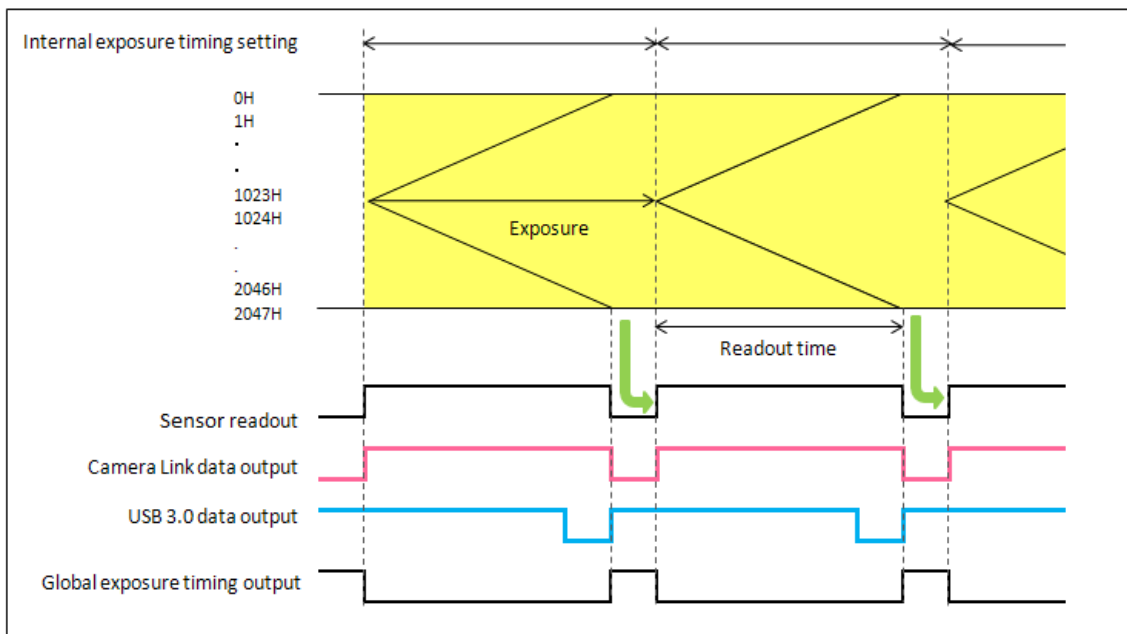 Internal exposure timing setting
0H
1H
.
.
1023H
1024H
.
.
2046H
2047H
Exposure
Readout time
Sensor readout
Camera Link data output
USB 3.0 data output
Global exposure timing output